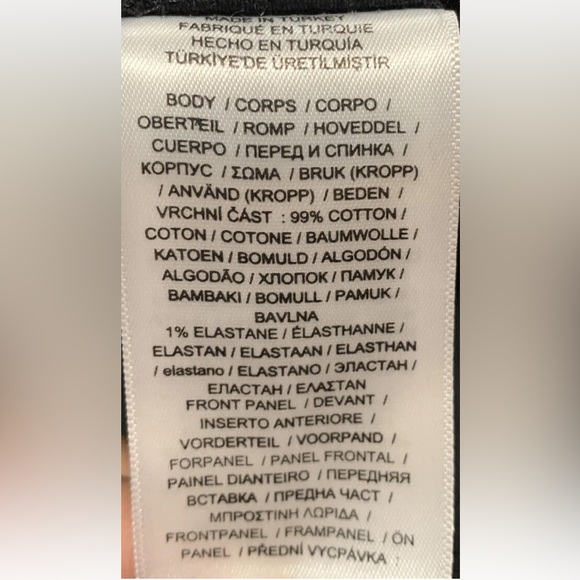 MADE IN TURKEY
FABRIQUÉ EN TURQUIE
HECHO EN TURQUÍA
TÜRKİYE'DE ÜRETİLMİŞTİR
BODY / CORPS / CORPO /
OBERTEIL / ROMP / HOVEDDEL /
CUERPO / ПЕРЕД И СПИНКА /
КОРПУС / ΣΩΜΑ / BRUK (KROPP)
/ ANVÄND (KROPP) / BEDEN /
VRCHNÍ ČÁST : 99% COTTON /
COTON / COTONE / BAUMWOLLE /
KATOEN / BOMULD / ALGODÓN /
ALGODÃO / ХЛОПОК / ПАМУК /
BAMBAKI / BOMULL / PAMUK /
BAVLNA
1% ELASTANE / ÉLASTHANNE /
ELASTAN / ELASTAAN / ELASTHAN
/ elastano / ELASTANO / ЭЛАСТАН /
ЕЛАСТАН / ΕΛΑΣΤΑΝ
FRONT PANEL / DEVANT /
INSERTO ANTERIORE /
VORDERTEIL / VOORPAND /
FORPANEL / PANEL FRONTAL /
PAINEL DIANTEIRO / ПЕРЕДНЯЯ
ВСТАВКА / ПРЕДНА ЧАСТ /
ΜΠΡΟΣΤΙΝΗ ΛΩΡΙΔΑ /
FRONTPANEL / FRAMPANEL / ÖN
PANEL / PŘEDNÍ VYCPÁVKA :